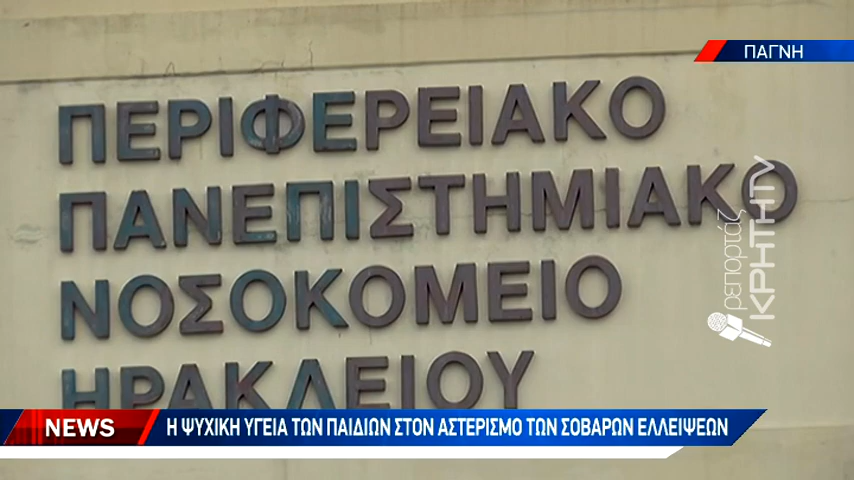 ΠΑΓΝΗ
ΠΕΡΙΦΕΡΕΙΑΚΟ
ΠΑΝΕΠΙΣΤΗΜΙΑΚΟ
ΝΟΣΟΚΟΜΕΙΟ
ΗΡΑΚΛΕΙΟΥ
ρεπορτάζ
ΚΡΗΤΗTV
NEWS
Η ΨΥΧΙΚΗ ΥΓΕΙΑ ΤΩΝ ΠΑΙΔΙΩΝ ΣΤΟΝ ΑΣΤΕΡΙΣΜΟ ΤΩΝ ΣΟΒΑΡΩΝ ΕΛΛΕΙΨΕΩΝ